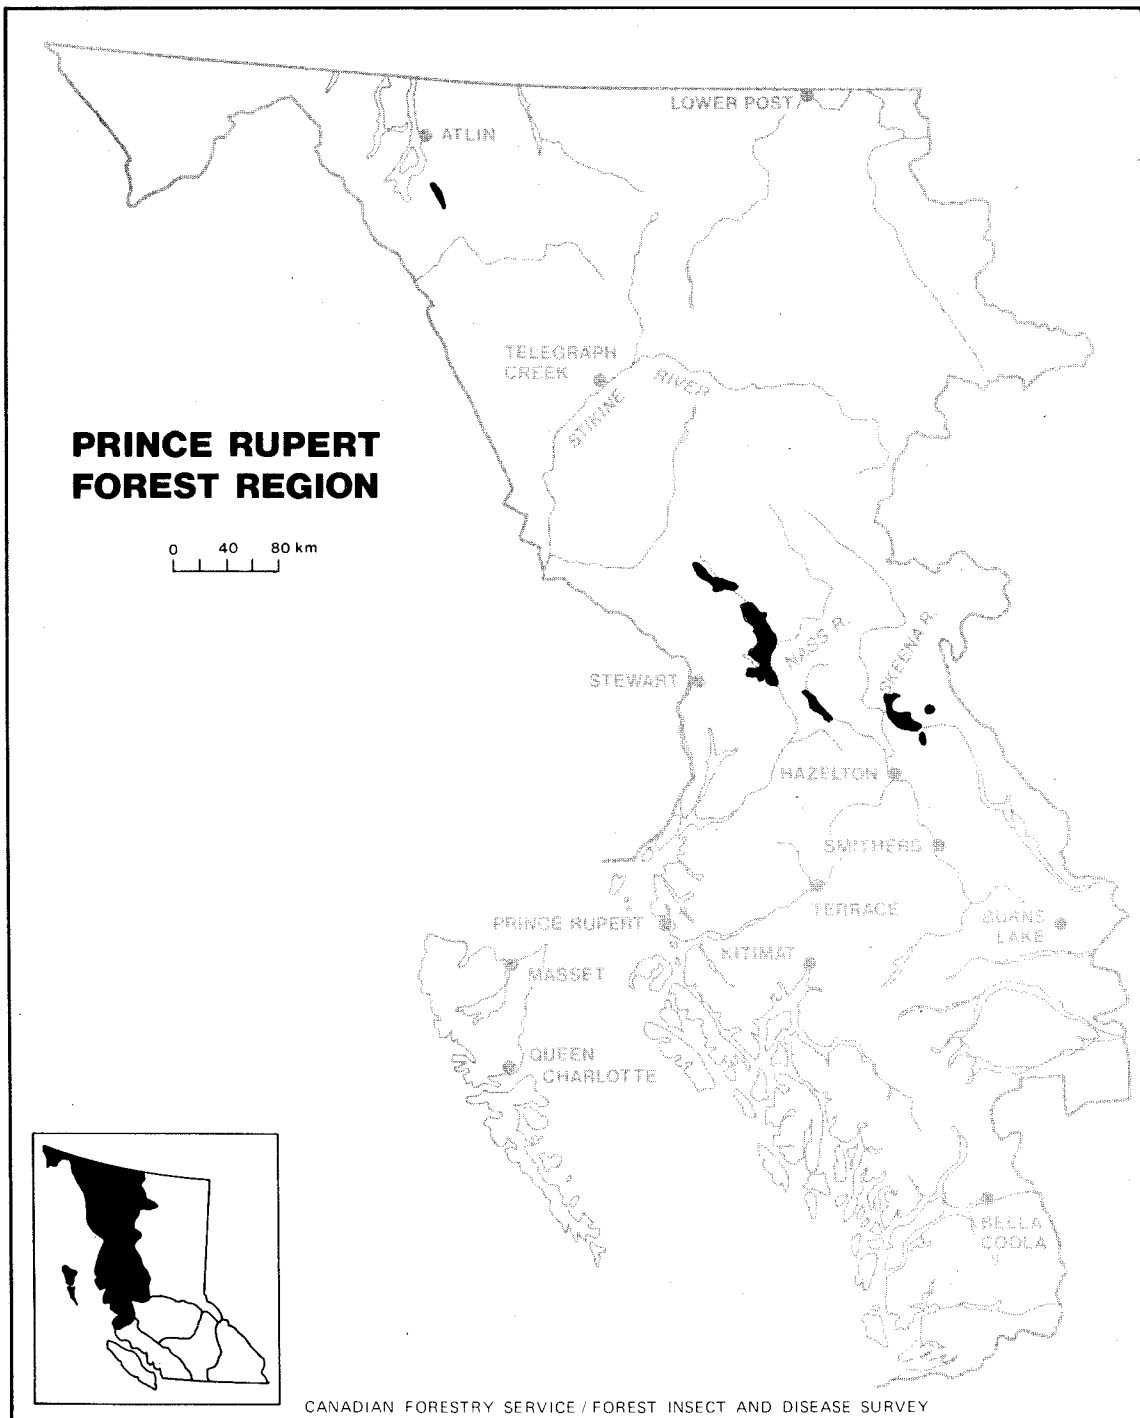 LOWER POST
ATLIN
TELEGRAPH
CREEK
STIKINE
RIVER
PRINCE RUPERT
FOREST REGION
0 40 80 km
NASS R.
SKEENA R.
STEWART
HAZELTON
SMITHERS
TERRACE
BURNS
LAKE
PRINCE RUPERT
KITIMAT
MASSET
QUEEN
CHARLOTTE
BELLA
COOLA
CANADIAN FORESTRY SERVICE / FOREST INSECT AND DISEASE SURVEY